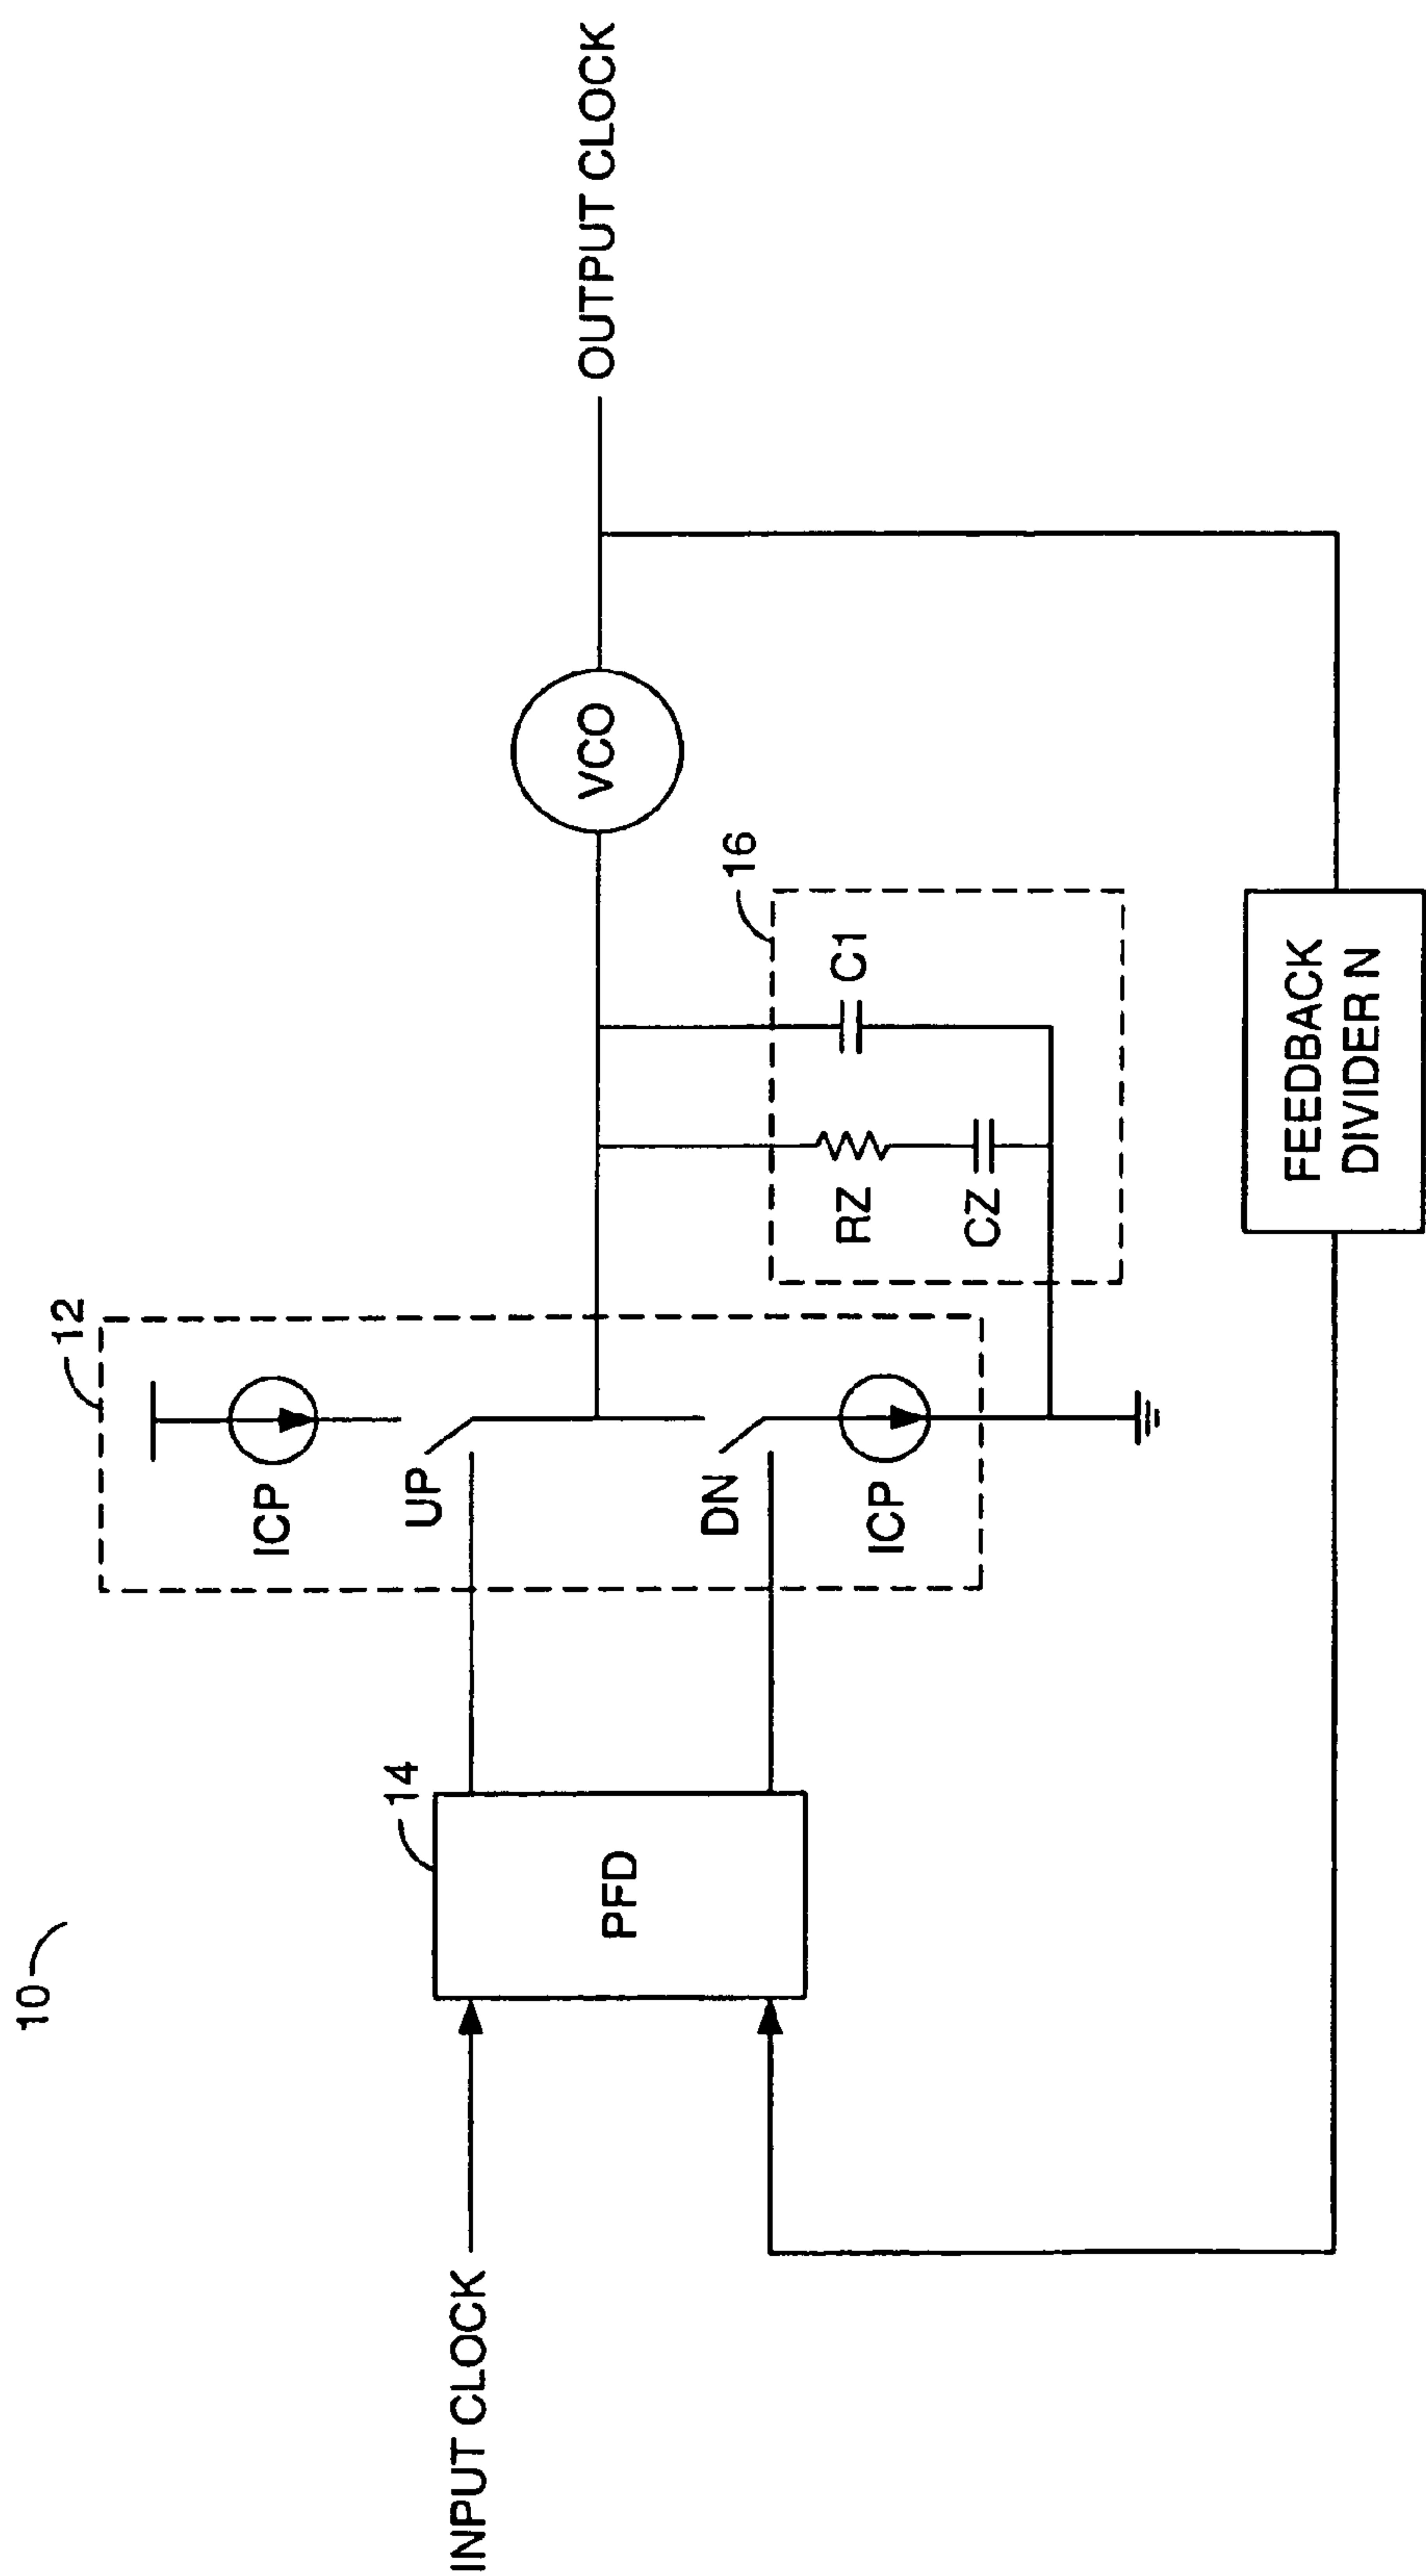 10
12
ICP
UP
14
INPUT CLOCK
PFD
DN
ICP
VCO
OUTPUT CLOCK
16
RZ
C1
CZ
FEEDBACK
DIVIDER N